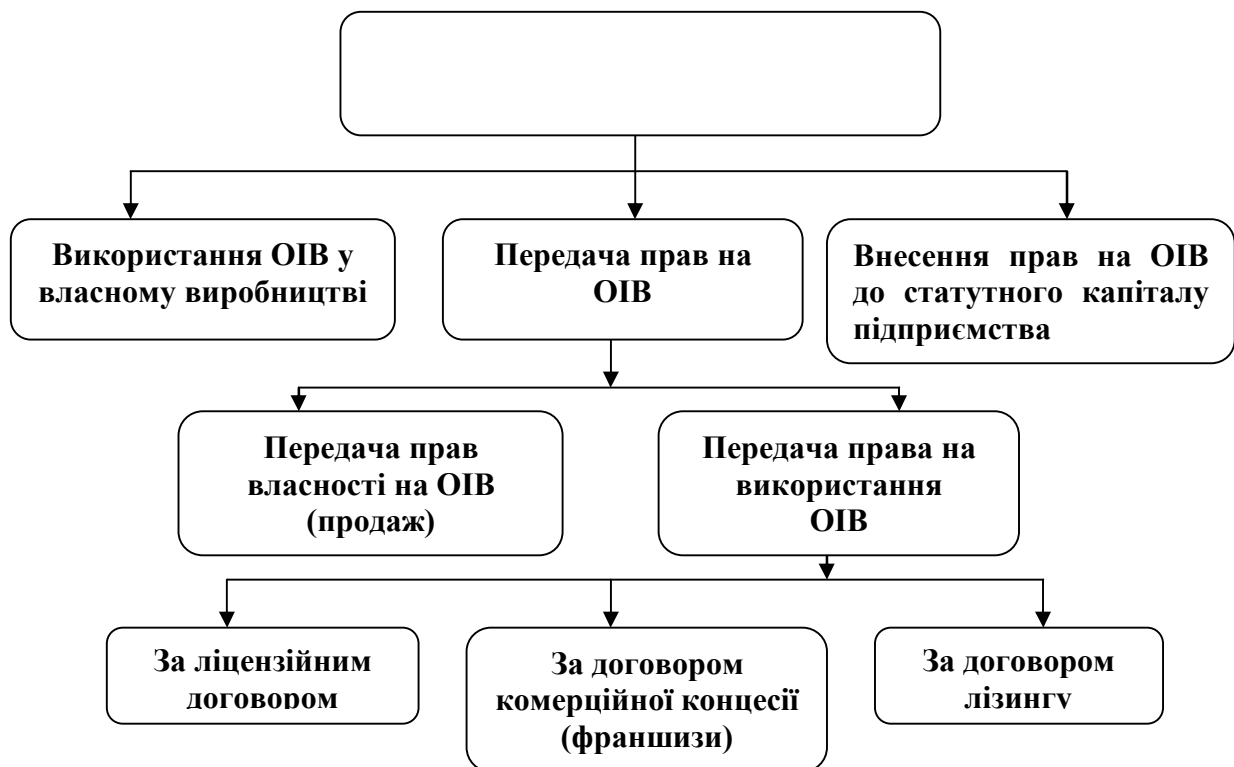 Використання ОІВ у
власному виробництві
Передача прав на
ОІВ
Внесення прав на ОІВ
до статутного капіталу
підприємства
Передача прав
власності на ОІВ
(продаж)
Передача права на
використання
ОІВ
За ліцензійним
договором
За договором
комерційної концесії
(франшизи)
За договором
лізингу